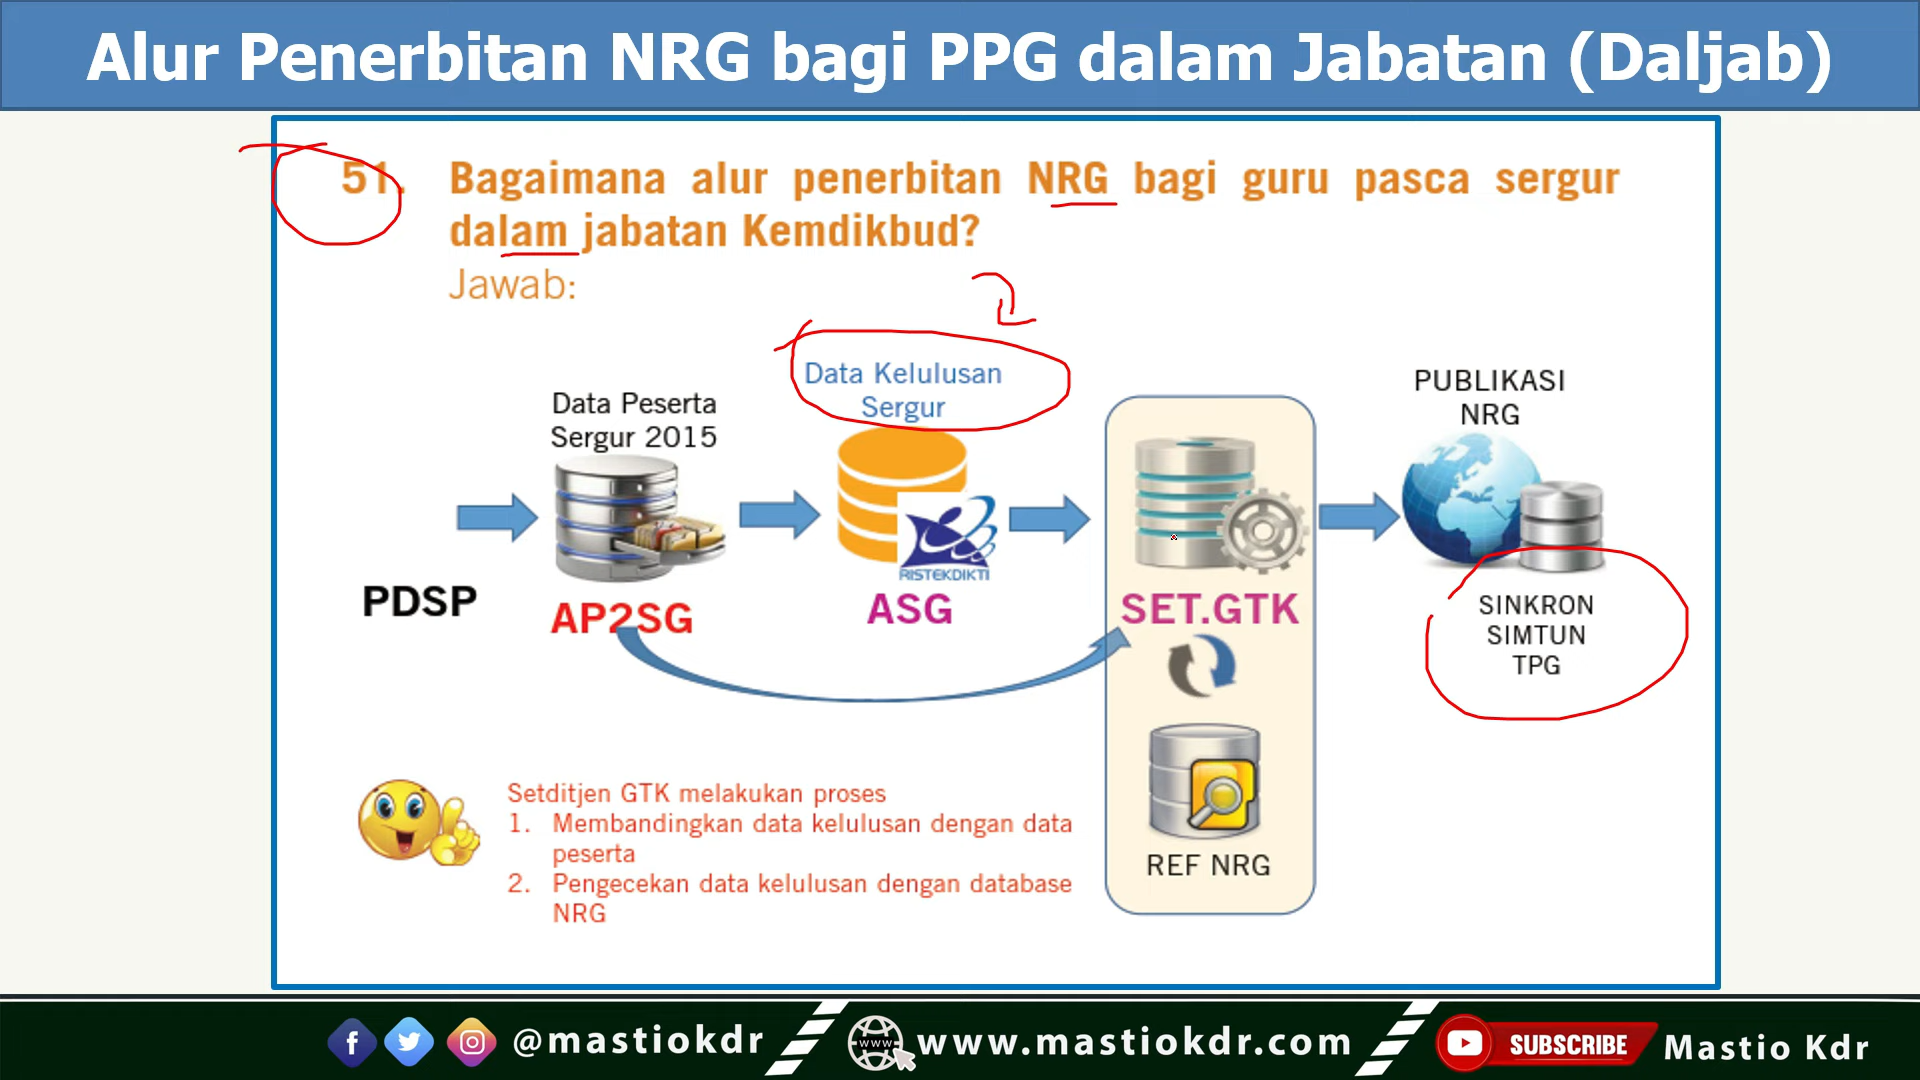 Alur Penerbitan NRG bagi PPG dalam Jabatan (Daljab)
51. Bagaimana alur penerbitan NRG bagi guru pasca sergur
dalam jabatan Kemdikbud?
Jawab:
2
Data Peserta
Sergur 2015
Data Kelulusan
Sergur
PUBLIKASI
NRG
RISTEKDIKTI
PDSP
AP2SG
ASG
SET.GTK
SINKRON
SIMTUN
TPG
REF NRG
Setditjen GTK melakukan proses
1. Membandingkan data kelulusan dengan data
peserta
2. Pengecekan data kelulusan dengan database
NRG
@mastiokdr
WWW
www.mastiokdr.com
SUBSCRIBE
Mastio Kdr